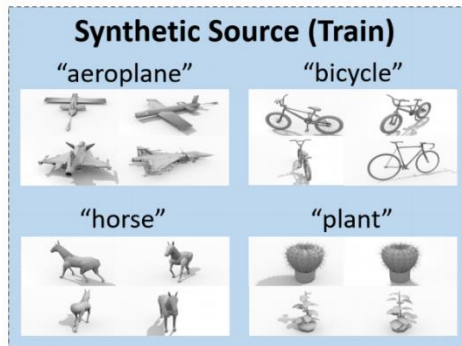 Synthetic Source (Train)
“aeroplane” “bicycle”
“horse” “plant”